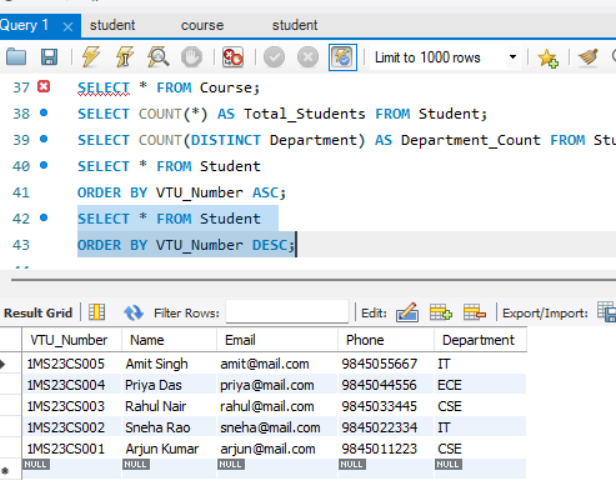 Query 1 × student course student
Limit to 1000 rows
37 SELECT * FROM Course;
38 SELECT COUNT(*) AS Total_Students FROM Student;
39 SELECT COUNT(DISTINCT Department) AS Department_Count FROM Stu
40 SELECT * FROM Student
41 ORDER BY VTU_Number ASC;
42 SELECT * FROM Student
43 ORDER BY VTU_Number DESC;
Result Grid Filter Rows: Edit: Export/Import:
VTU_Number Name Email Phone Department
1MS23CS005 Amit Singh amit@mail.com 9845055667 IT
1MS23CS004 Priya Das priya@mail.com 9845044556 ECE
1MS23CS003 Rahul Nair rahul@mail.com 9845033445 CSE
1MS23CS002 Sneha Rao sneha@mail.com 9845022334 IT
1MS23CS001 Arjun Kumar arjun@mail.com 9845011223 CSE
NULL NULL NULL NULL NULL